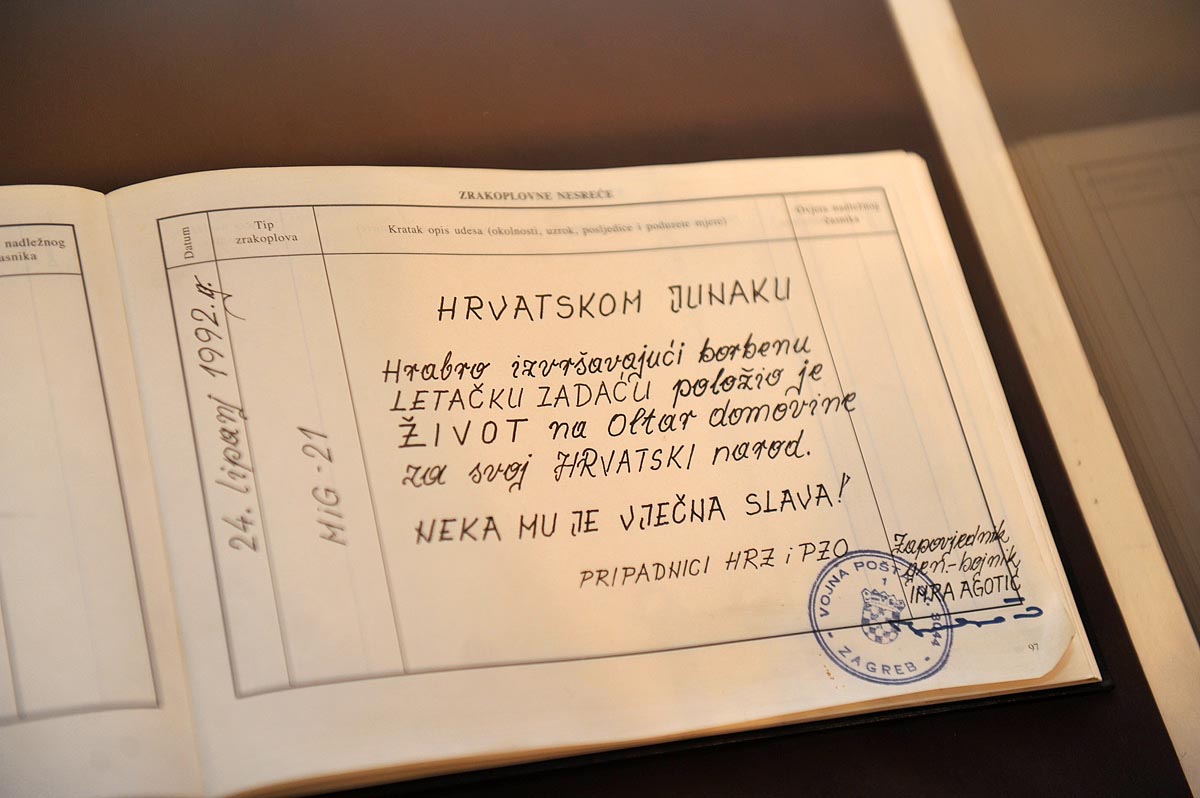 nadležnog
asnika
ZRAKOPLOVNE NESREĆE
Datum
Tip
zrakoplova
Kratak opis udesa (okolnosti, uzrok, posljedice i poduzete mjere)
Ovjera nadležnog
časnika
24. lipanj 1992.g.
MiG-21
HRVATSKOM JUNAKU
Hrabro izvršavajući borbenu
LETAČKU ZADAĆU položio je
ŽIVOT na Oltar domovine
za svoj HRVATSKI narod.
NEKA MU JE VJEČNA SLAVA!
PRIPADNICI HRZ i PZO
Zapovjednik
gen.-bojnik
IMRA AGOTIĆ
VOJNA POŠTA
1
ZAGREB
97